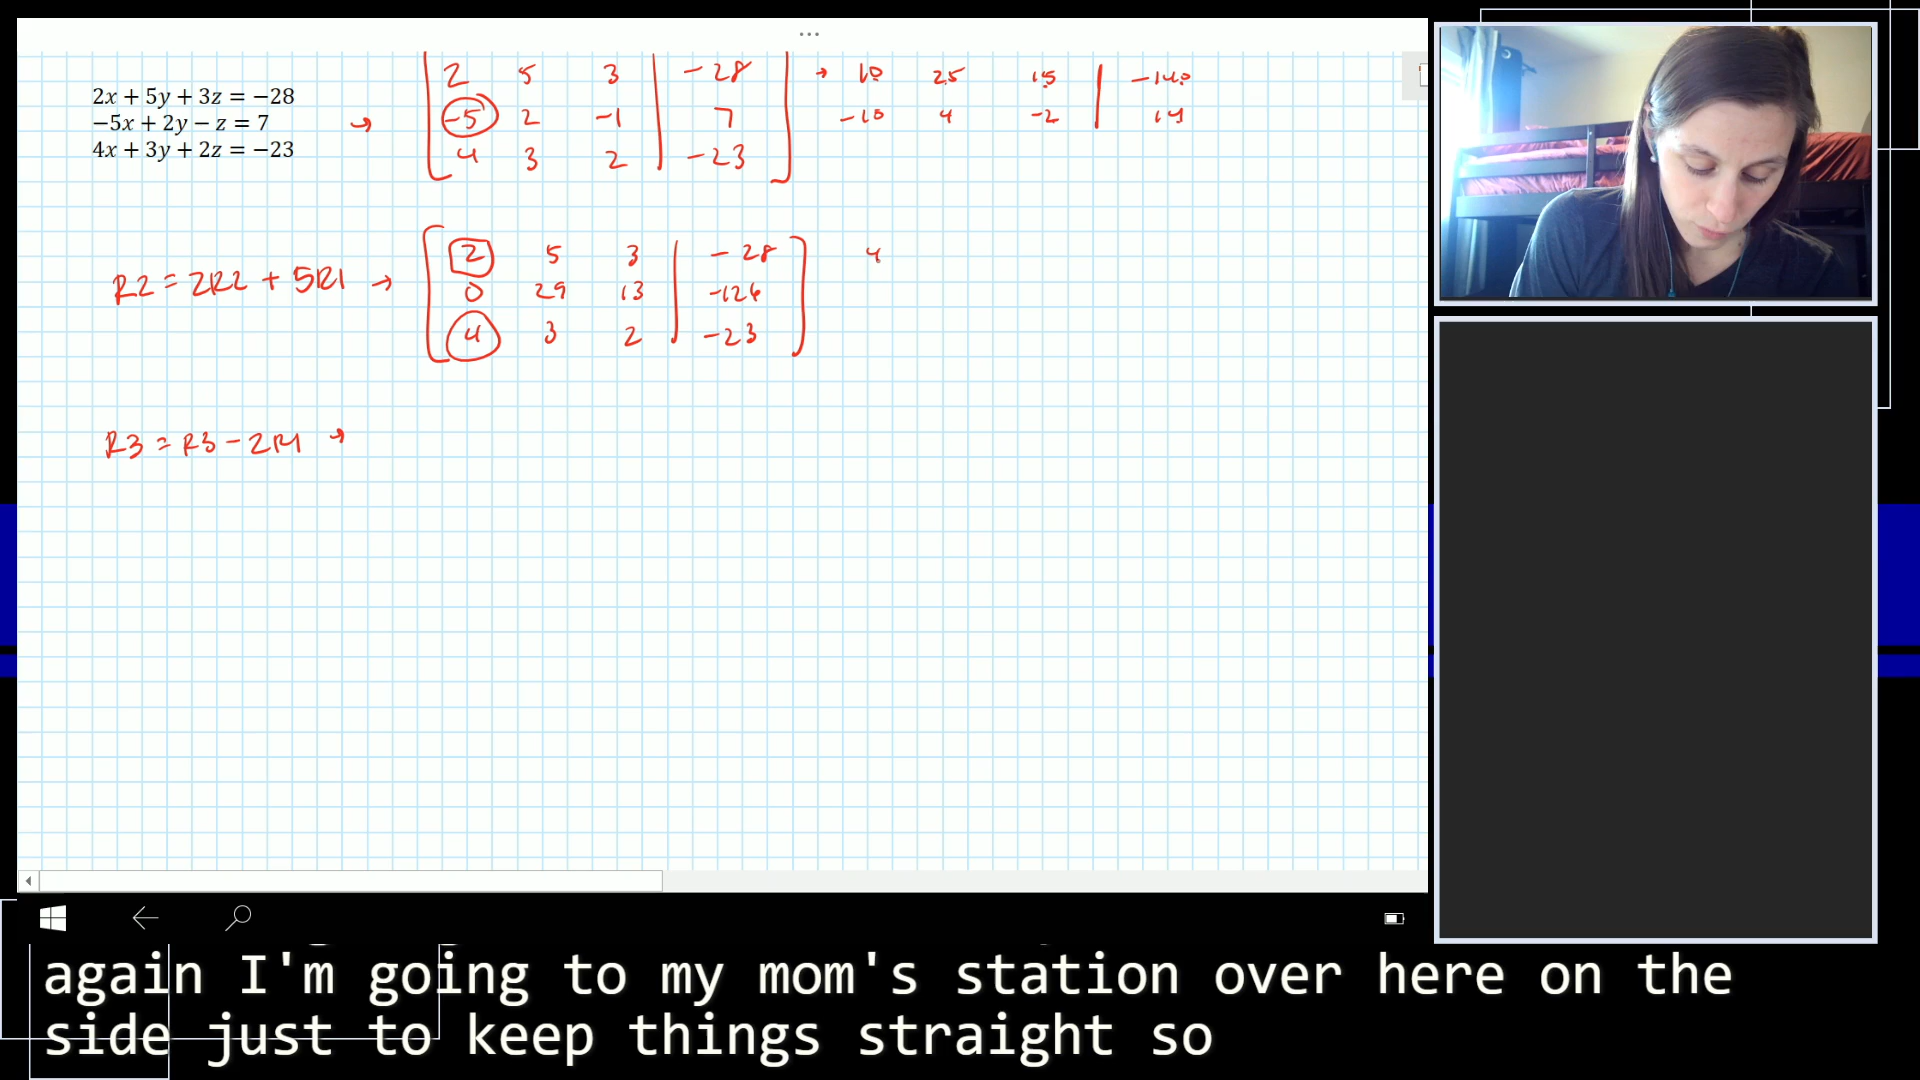 2x + 5y + 3z = −28
−5x + 2y − z = 7
4x + 3y + 2z = −23
→
2 5 3 | −28 → 10 25 15 | −140
−5 2 −1 | 7 −10 4 −2 | 14
4 3 2 | −23
R2 = 2R2 + 5R1 →
2 5 3 | −28 4
0 29 13 | −126
4 3 2 | −23
R3 = R3 − 2R1 →
again I'm going to my mom's station over here on the
side just to keep things straight so